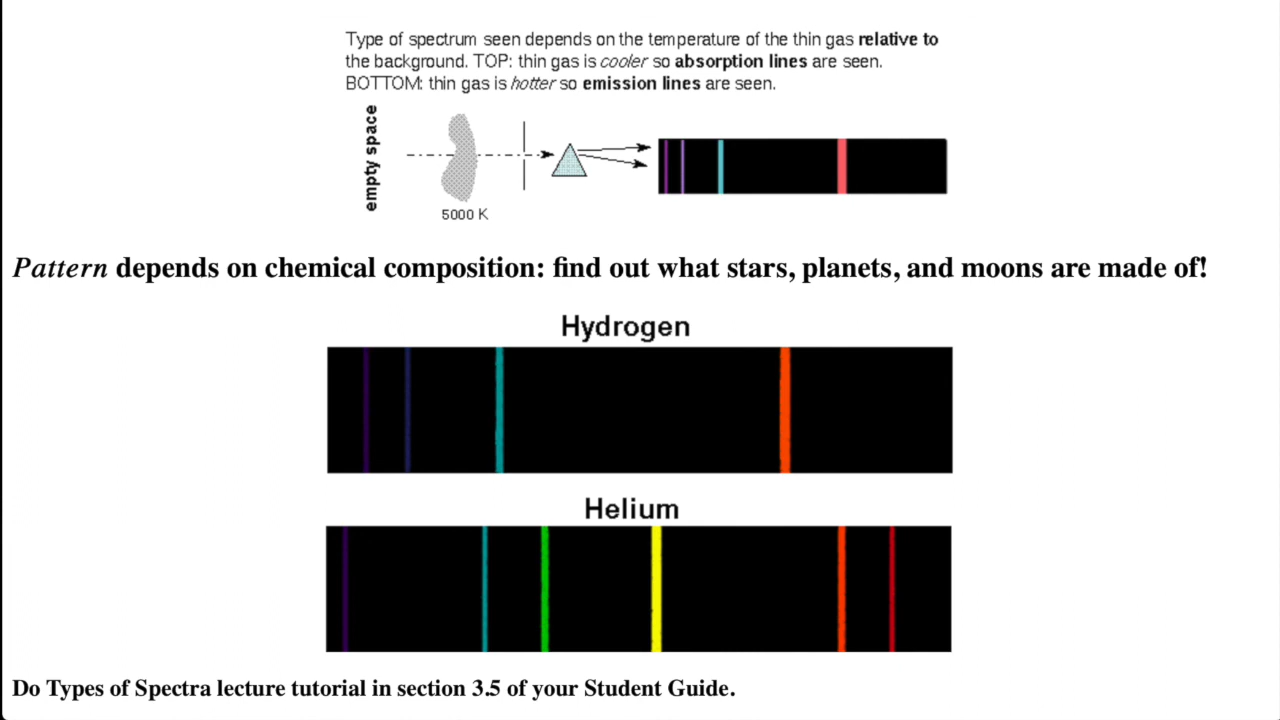 Type of spectrum seen depends on the temperature of the thin gas relative to
the background. TOP: thin gas is cooler so absorption lines are seen.
BOTTOM: thin gas is hotter so emission lines are seen.
empty space
5000 K
Pattern depends on chemical composition: find out what stars, planets, and moons are made of!
Hydrogen
Helium
Do Types of Spectra lecture tutorial in section 3.5 of your Student Guide.